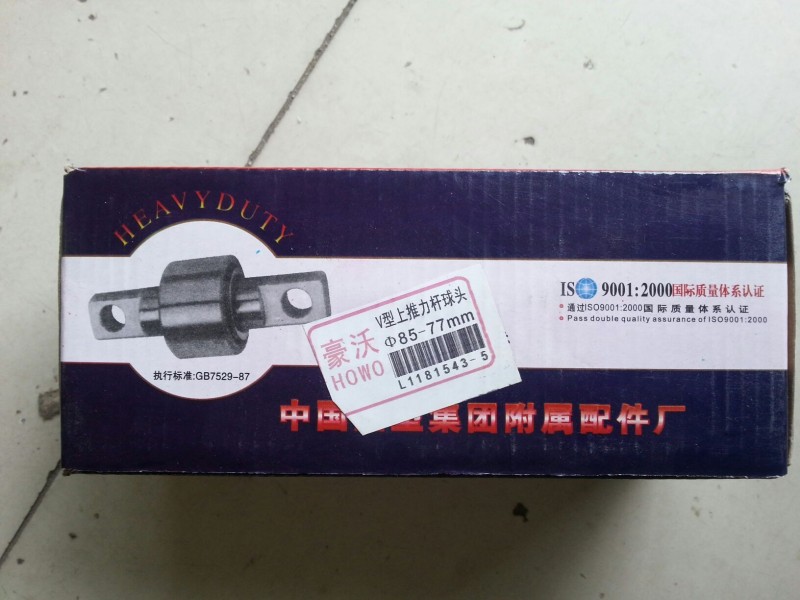 HEAVYDUTY
执行标准:GB7529-87
V型上推力杆球头
豪沃
HOWO
Φ85-77mm
L1181543-5
ISO 9001:2000国际质量体系认证
通过ISO9001:2000国际质量体系认证
Pass double quality assurance of ISO9001:2000
中国 集团附属配件厂